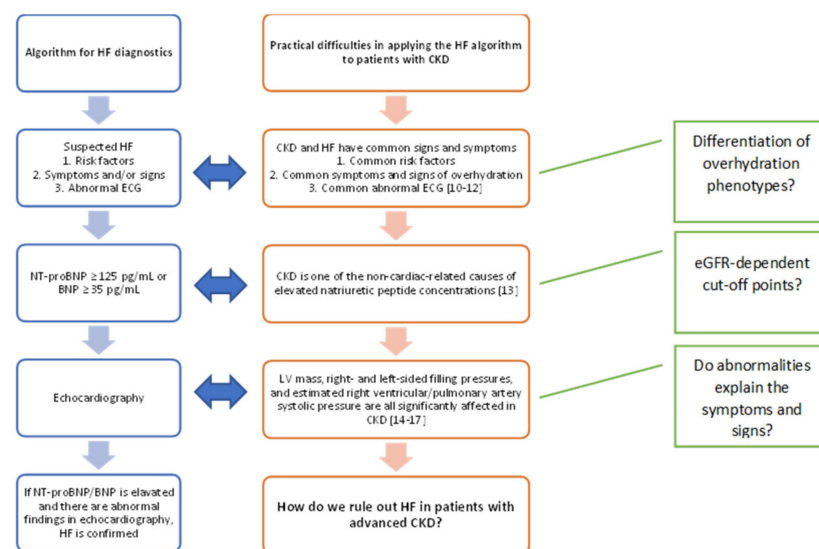 Algorithm for HF diagnostics
Practical difficulties in applying the HF algorithm
to patients with CKD
Suspected HF
1. Risk factors
2. Symptoms and/or signs
3. Abnormal ECG
CKD and HF have common signs and symptoms
1. Common risk factors
2. Common symptoms and signs of overhydration
3. Common abnormal ECG [10-12]
Differentiation of
overhydration
phenotypes?
NT-proBNP ≥125 pg/mL or
BNP ≥35 pg/mL
CKD is one of the non-cardiac-related causes of
elevated natriuretic peptide concentrations [13]
eGFR-dependent
cut-off points?
Echocardiography
LV mass, right- and left-sided filling pressures,
and estimated right ventricular/pulmonary artery
systolic pressure are all significantly affected in
CKD [14-17]
Do abnormalities
explain the
symptoms and
signs?
If NT-proBNP/BNP is elavated
and there are abnormal
findings in echocardiography,
HF is confirmed
How do we rule out HF in patients with
advanced CKD?